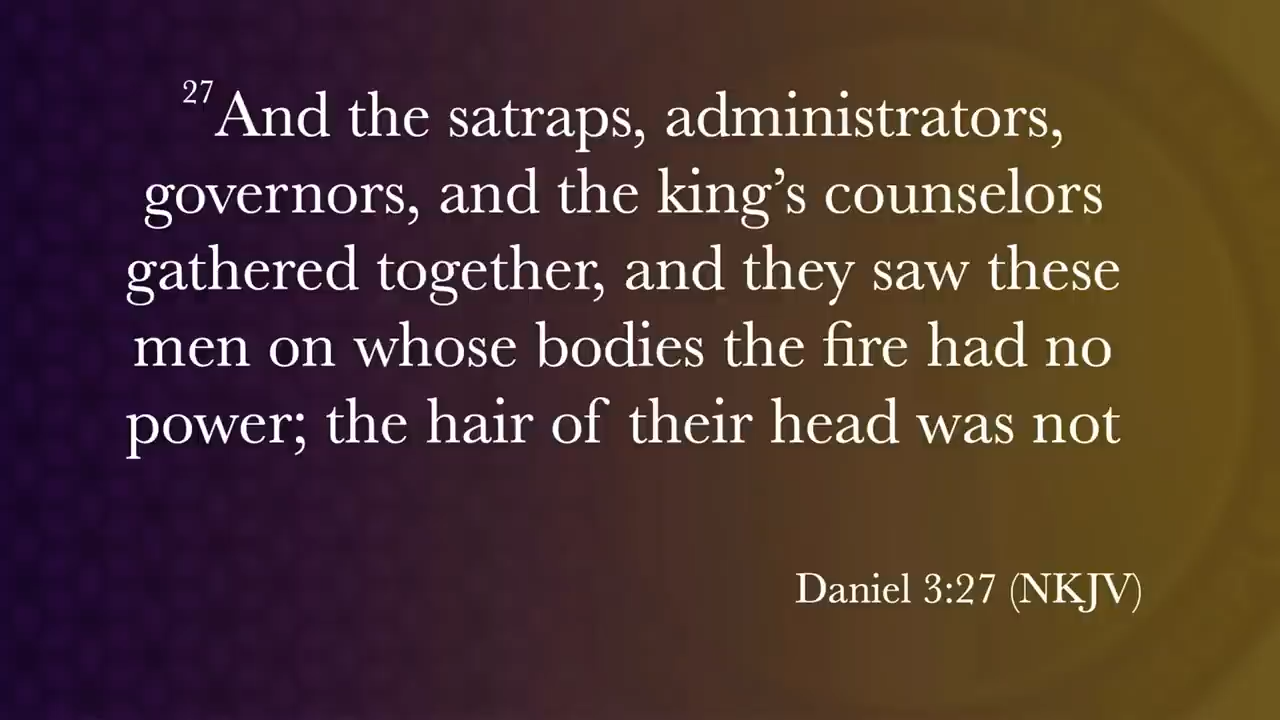 27And the satraps, administrators,
governors, and the king’s counselors
gathered together, and they saw these
men on whose bodies the fire had no
power; the hair of their head was not
Daniel 3:27 (NKJV)